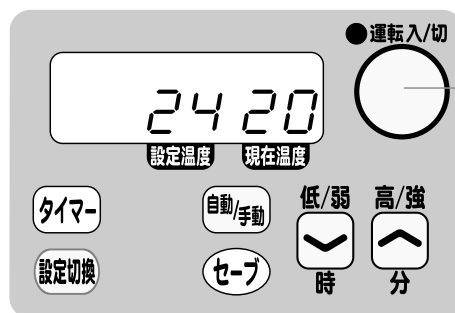 ●運転入/切
24 20
設定温度 現在温度
タイマー 自動/手動 低/弱 高/強
設定切換 セーブ 時 分